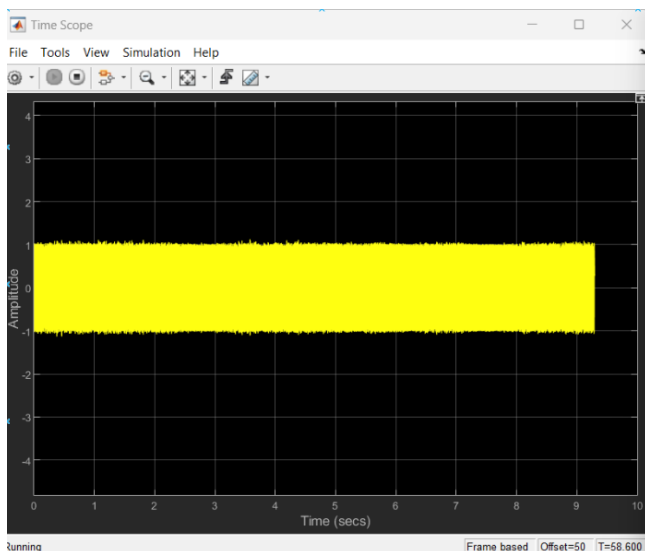 Time Scope
File Tools View Simulation Help
4
3
2
1
0
-1
-2
-3
-4
Amplitude
0 1 2 3 4 5 6 7 8 9 10
Time (secs)
Running Frame based Offset=50 T=58.600